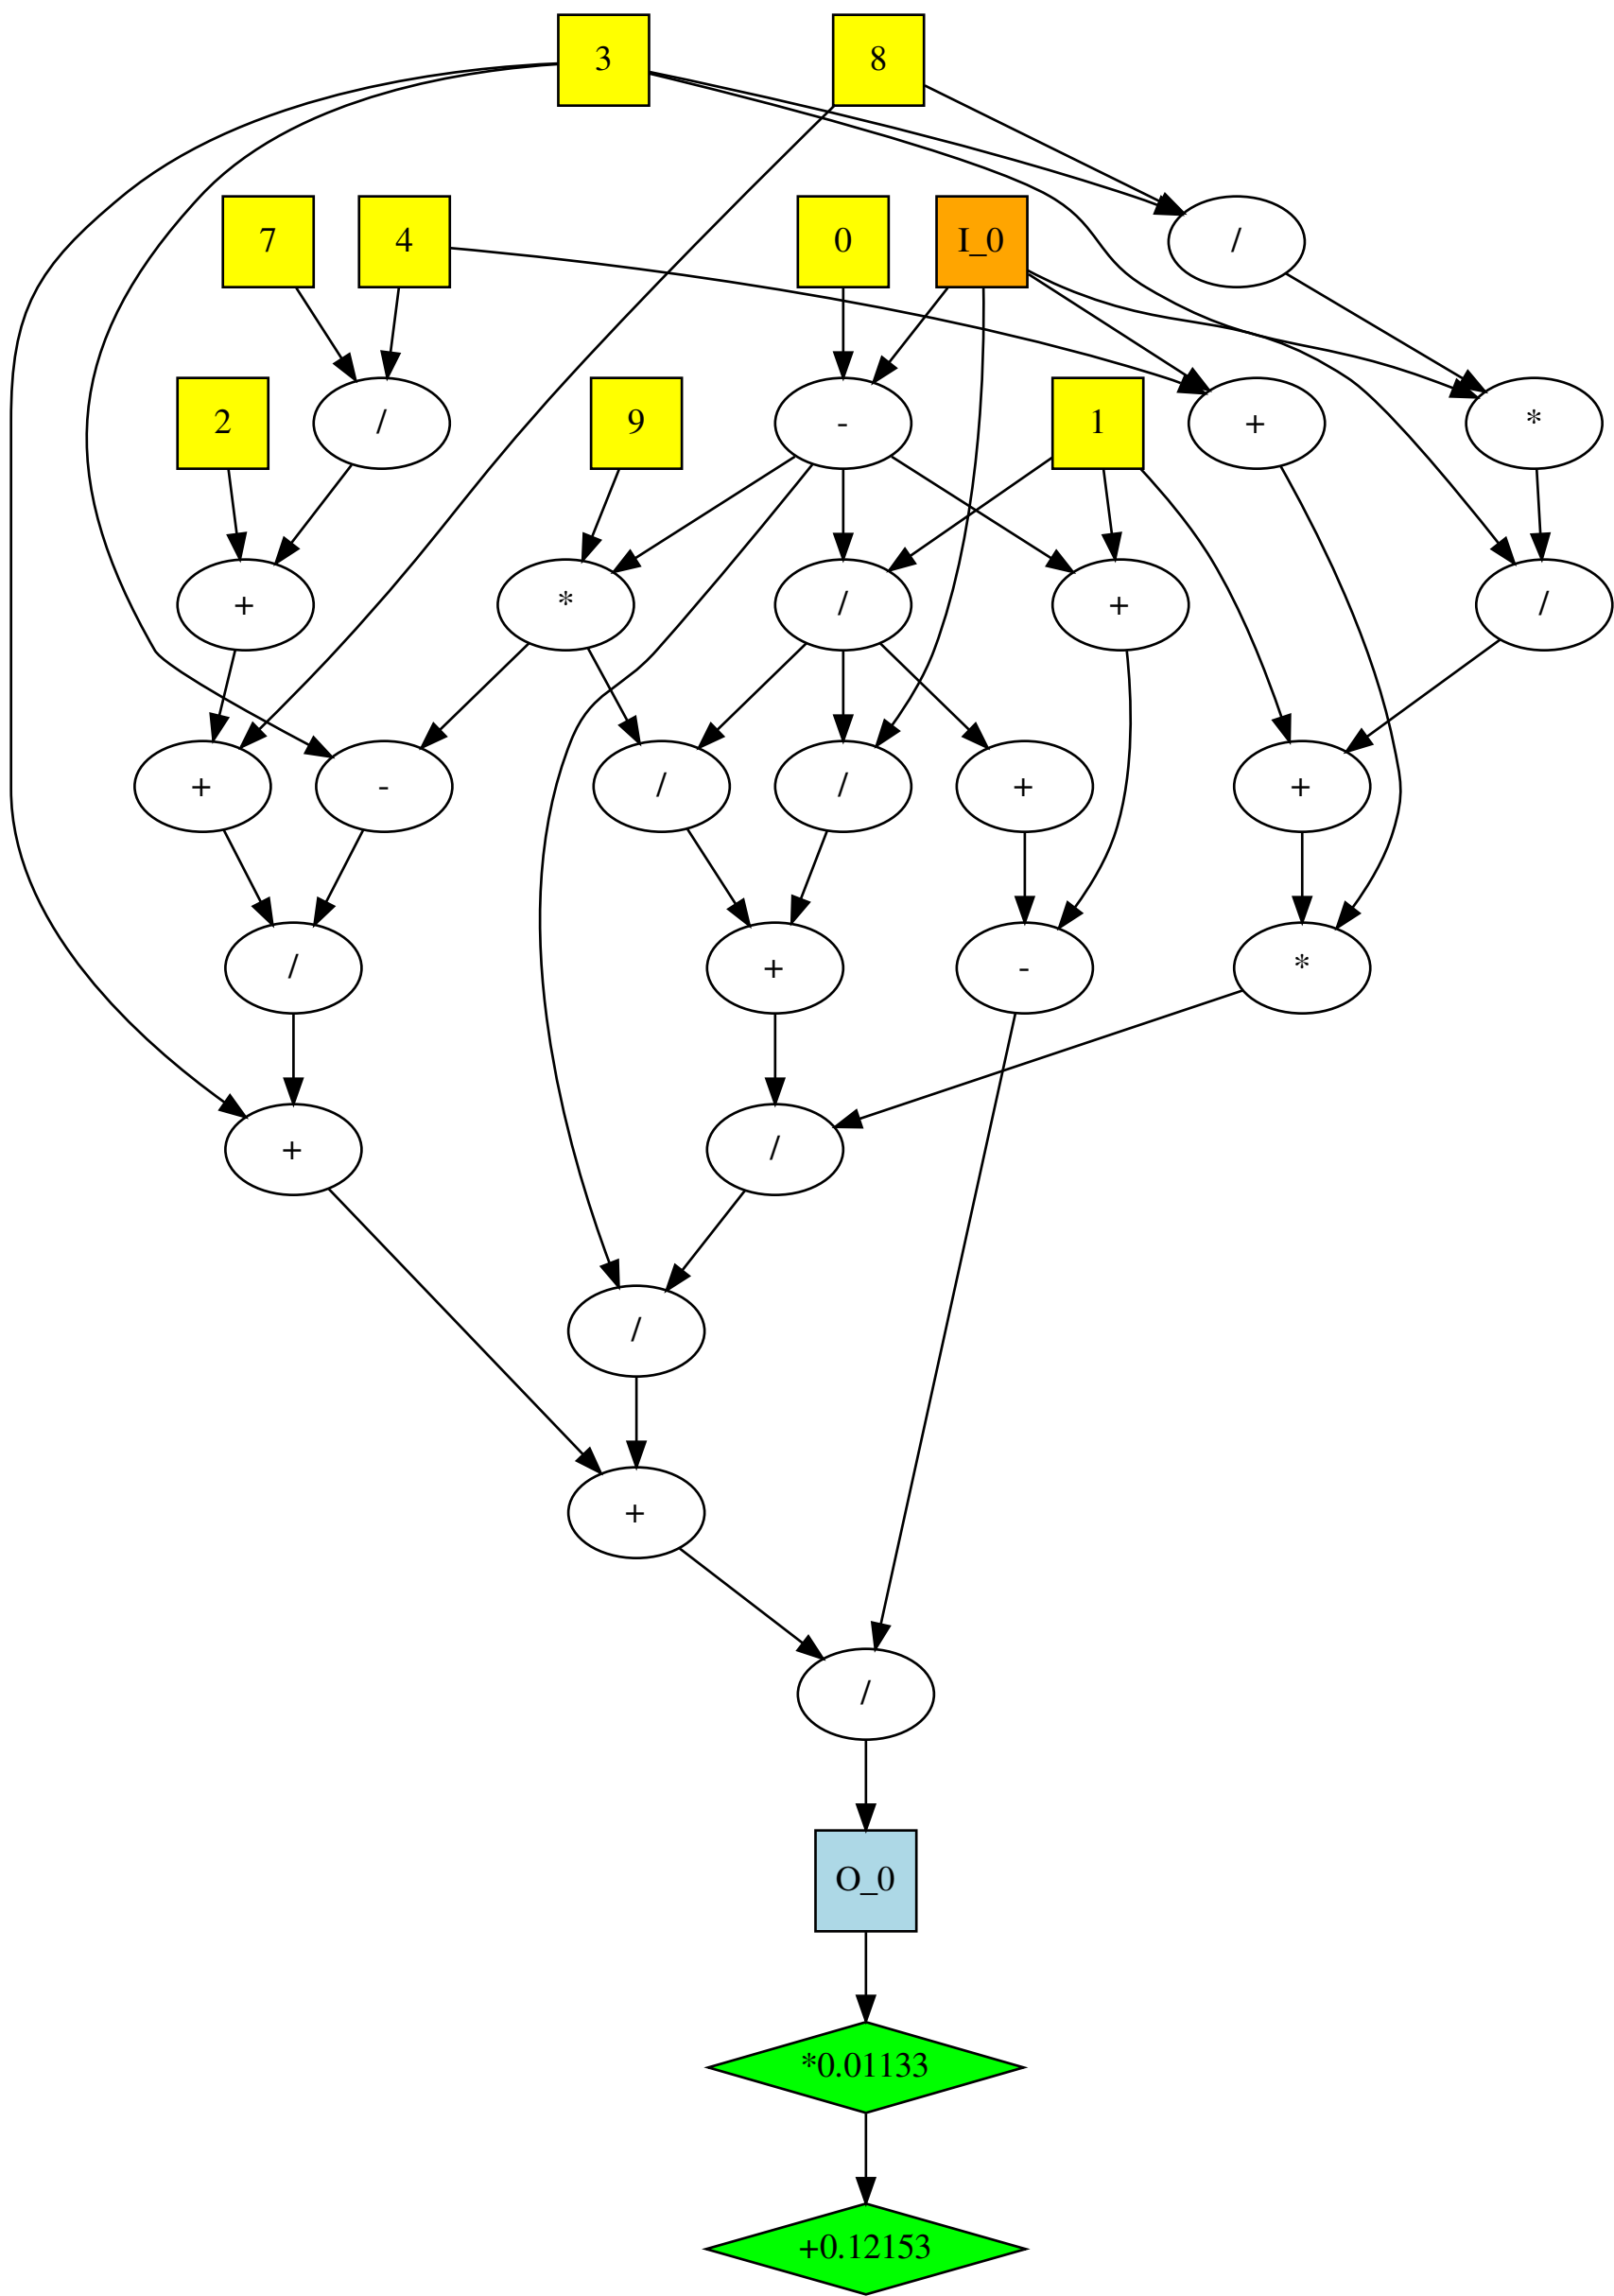 3 8
7 4 0 I_0 /
2 / 9 - 1 + *
+ * / + /
+ - / / + +
/ + - *
+ /
/
+
/
O_0
*0.01133
+0.12153